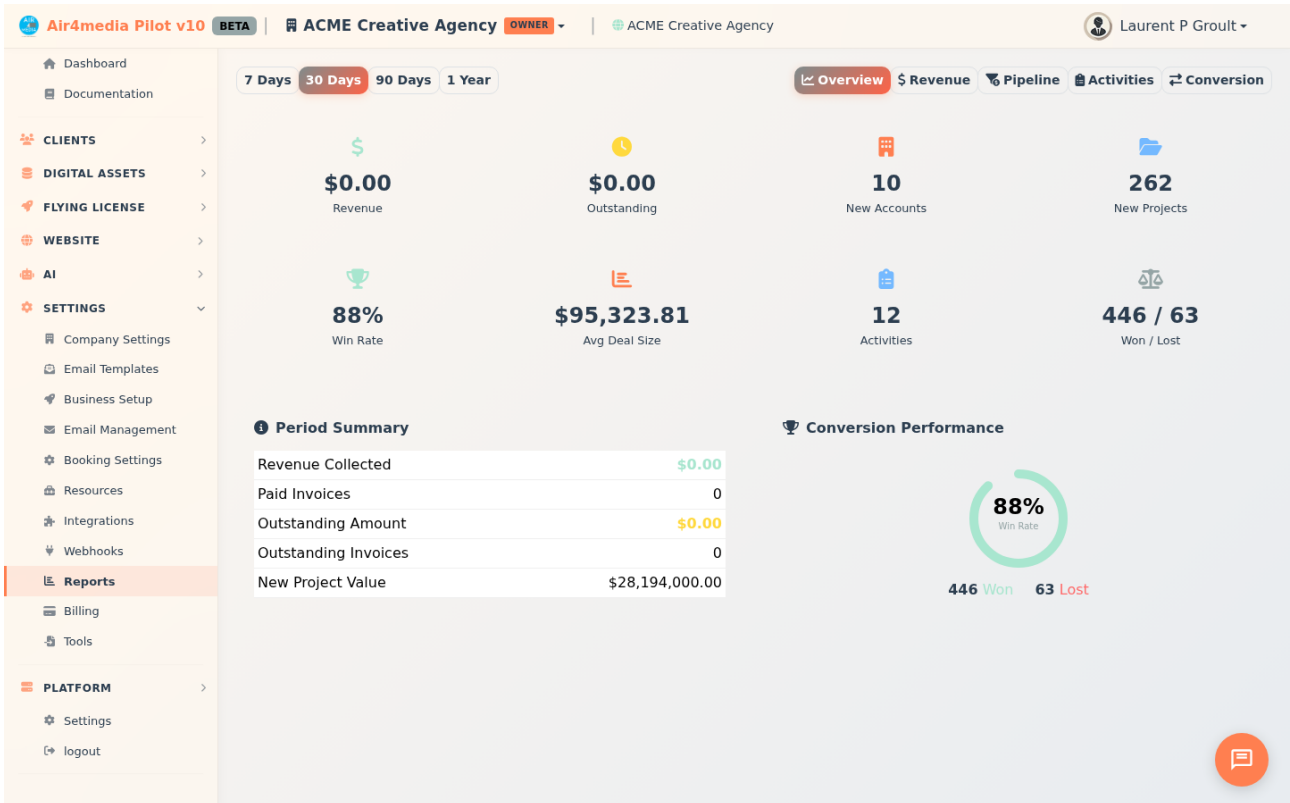 Air4media Pilot v10 BETA ACME Creative Agency OWNER ACME Creative Agency Laurent P Groult
Dashboard
Documentation
CLIENTS
DIGITAL ASSETS
FLYING LICENSE
WEBSITE
AI
SETTINGS
Company Settings
Email Templates
Business Setup
Email Management
Booking Settings
Resources
Integrations
Webhooks
Reports
Billing
Tools
PLATFORM
Settings
logout
7 Days 30 Days 90 Days 1 Year
Overview Revenue Pipeline Activities Conversion
$0.00
Revenue
$0.00
Outstanding
10
New Accounts
262
New Projects
88%
Win Rate
$95,323.81
Avg Deal Size
12
Activities
446 / 63
Won / Lost
Period Summary
Revenue Collected $0.00
Paid Invoices 0
Outstanding Amount $0.00
Outstanding Invoices 0
New Project Value $28,194,000.00
Conversion Performance
88%
Win Rate
446 Won 63 Lost